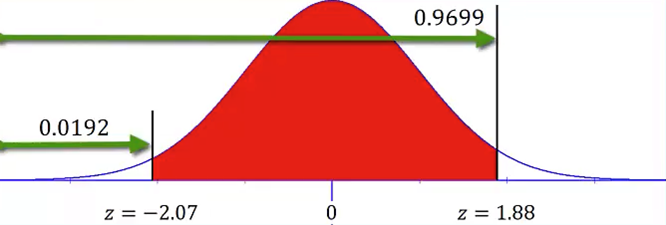 0.9699
0.0192
z = −2.07
0
z = 1.88